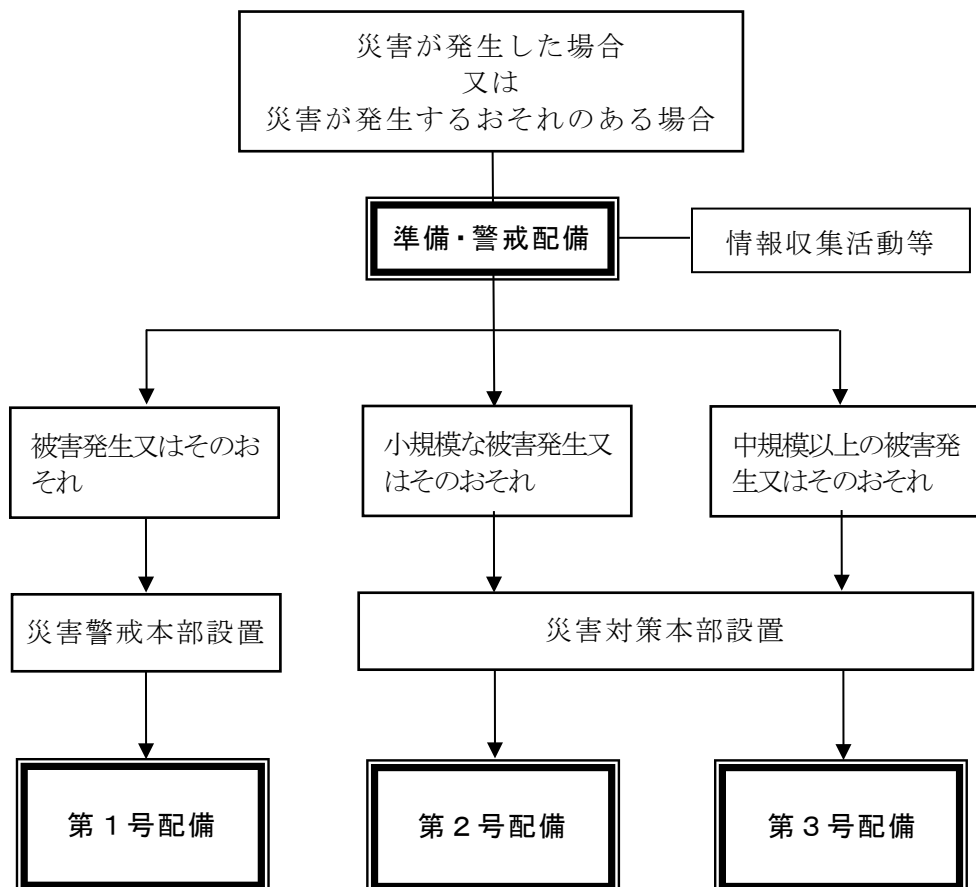 災害が発生した場合
又は
災害が発生するおそれのある場合
準備・警戒配備
情報収集活動等
被害発生又はそのお
それ
小規模な被害発生又
はそのおそれ
中規模以上の被害発
生又はそのおそれ
災害警戒本部設置
災害対策本部設置
第1号配備
第2号配備
第3号配備